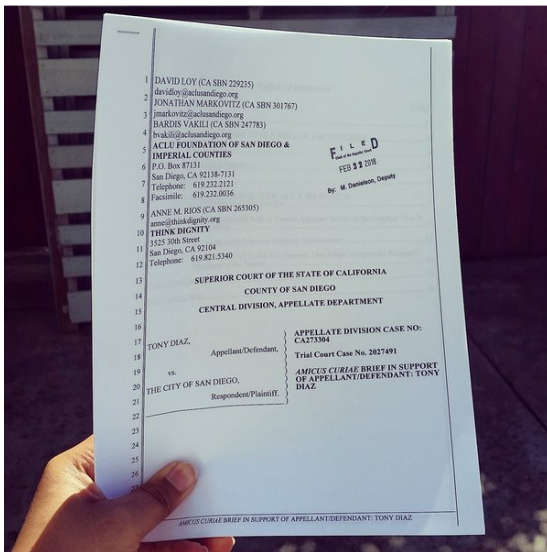 1 DAVID LOY (CA SBN 229235)
davidloy@aclusandiego.org
2 JONATHAN MARKOVITZ (CA SBN 301767)
3 jmarkovitz@aclusandiego.org
BARDIS VAKILI (CA SBN 247783)
4 bvakili@aclusandiego.org
5 ACLU FOUNDATION OF SAN DIEGO &
IMPERIAL COUNTIES
6 P.O. Box 87131
San Diego, CA 92138-7131
7 Telephone: 619.232.2121
8 Facsimile: 619.232.0036
9 ANNE M. RIOS (CA SBN 265305)
anne@thinkdignity.org
10 THINK DIGNITY
11 3525 30th Street
San Diego, CA 92104
12 Telephone: 619.821.5340
FILED
Clerk of the Superior Court
FEB 2018
By: M. Danielson, Deputy
13 SUPERIOR COURT OF THE STATE OF CALIFORNIA
14 COUNTY OF SAN DIEGO
15 CENTRAL DIVISION, APPELLATE DEPARTMENT
16
17 TONY DIAZ,
18 Appellant/Defendant,
19 vs.
20 THE CITY OF SAN DIEGO,
21 Respondent/Plaintiff.
22
APPELLATE DIVISION CASE NO:
CA273304
Trial Court Case No. 2027491
AMICUS CURIAE BRIEF IN SUPPORT
OF APPELLANT/DEFENDANT: TONY
DIAZ
23
24
25
26
AMICUS CURIAE BRIEF IN SUPPORT OF APPELLANT/DEFENDANT: TONY DIAZ